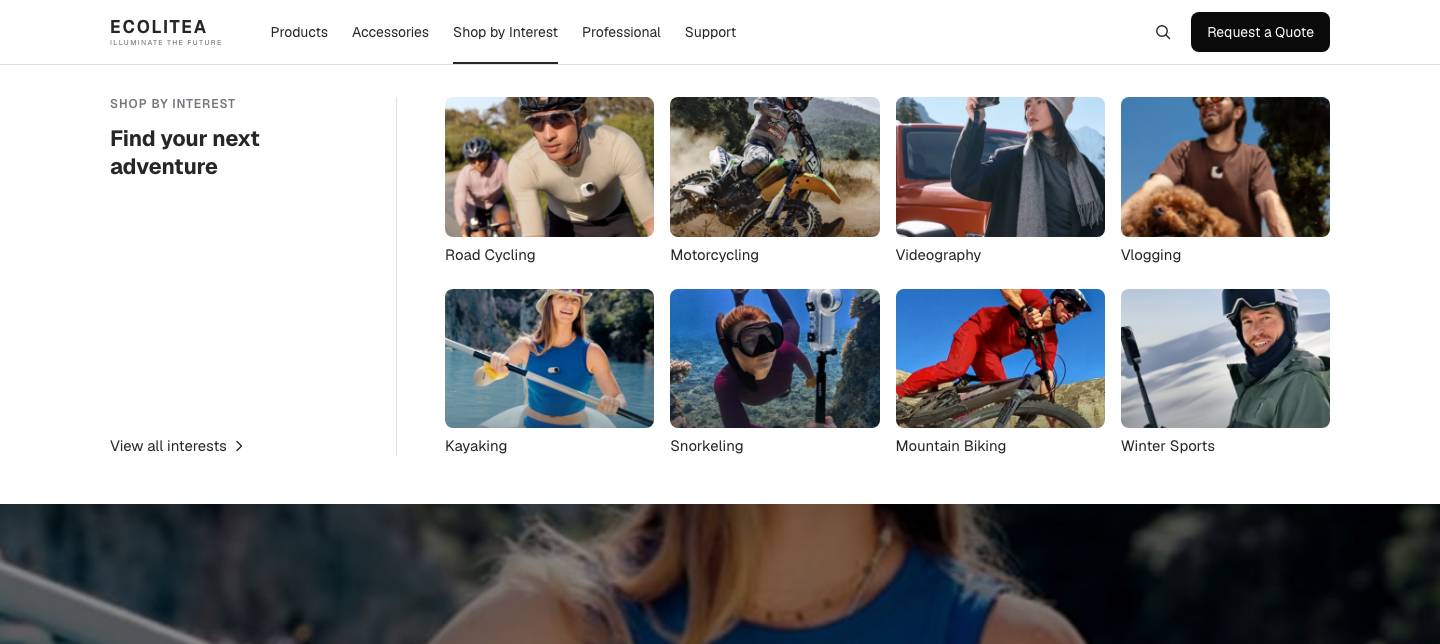 ECOLITEA
ILLUMINATE THE FUTURE
Products
Accessories
Shop by Interest
Professional
Support
Request a Quote
SHOP BY INTEREST
Find your next
adventure
View all interests
Road Cycling
Motorcycling
Videography
Vlogging
Kayaking
Snorkeling
Mountain Biking
Winter Sports